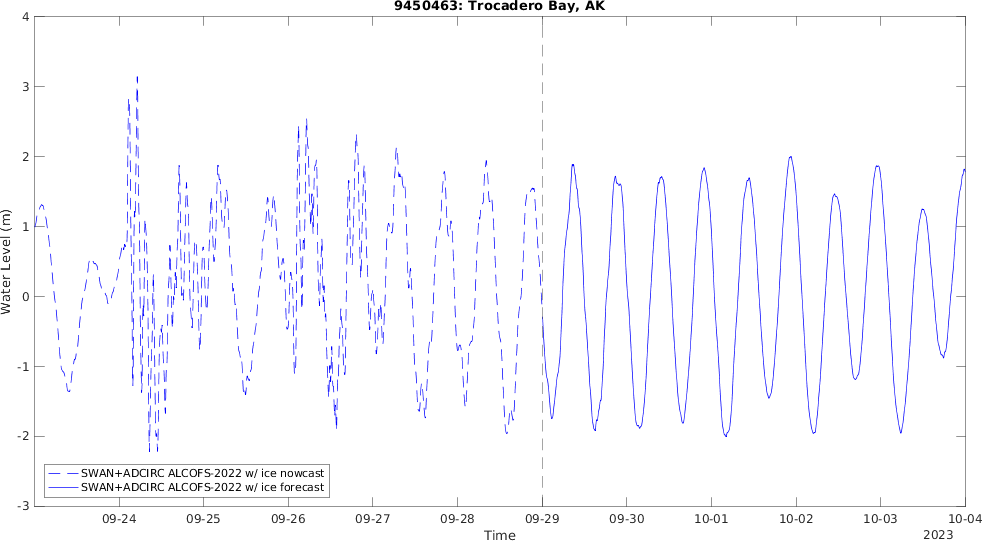 9450463: Trocadero Bay, AK
Water Level (m)
4
3
2
1
0
-1
-2
-3
SWAN+ADCIRC ALCOFS-2022 w/ ice nowcast
SWAN+ADCIRC ALCOFS-2022 w/ ice forecast
09-24 09-25 09-26 09-27 09-28 09-29 09-30 10-01 10-02 10-03 10-04
Time
2023